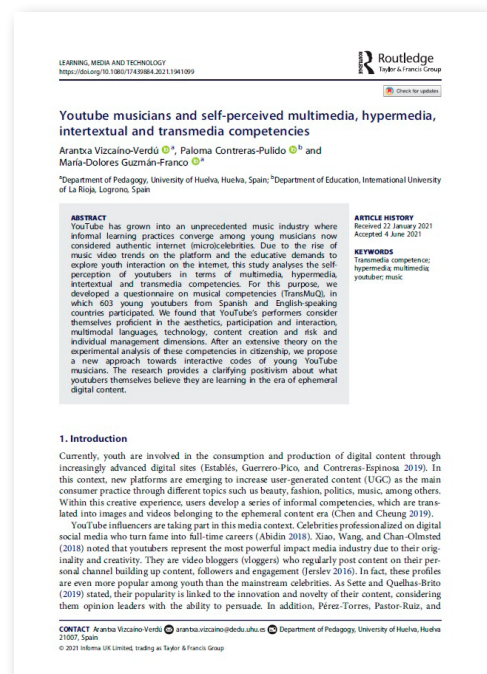 LEARNING, MEDIA AND TECHNOLOGY
https://doi.org/10.1080/17439884.2021.1941099
ROUTLEDGE
Routledge
Taylor & Francis Group
Check for updates
Youtube musicians and self-perceived multimedia, hypermedia,
intertextual and transmedia competencies
Arantxa Vizcaíno-Verdú a, Paloma Contreras-Pulido b and
María-Dolores Guzmán-Franco a
aDepartment of Pedagogy, University of Huelva, Huelva, Spain; bDepartment of Education, International University
of La Rioja, Logrono, Spain
ABSTRACT
YouTube has grown into an unprecedented music industry where
informal learning practices converge among young musicians now
considered authentic internet (micro)celebrities. Due to the rise of
music video trends on the platform and the educative demands to
explore youth interaction on the internet, this study analyses the self-
perception of youtubers in terms of multimedia, hypermedia,
intertextual and transmedia competencies. For this purpose, we
developed a questionnaire on musical competencies (TransMuQ), in
which 603 young youtubers from Spanish and English-speaking
countries participated. We found that YouTube's performers consider
themselves proficient in the aesthetics, participation and interaction,
multimodal languages, technology, content creation and risk and
individual management dimensions. After an extensive theory on the
experimental analysis of these competencies in citizenship, we propose
a new approach towards interactive codes of young YouTube
musicians. The research provides a clarifying positivism about what
youtubers themselves believe they are learning in the era of ephemeral
digital content.
ARTICLE HISTORY
Received 22 January 2021
Accepted 4 June 2021
KEYWORDS
Transmedia competence;
hypermedia; multimedia;
youtuber; music
1. Introduction
Currently, youth are involved in the consumption and production of digital content through
increasingly advanced digital sites (Establés, Guerrero-Pico, and Contreras-Espinosa 2019). In
this context, new platforms are emerging to increase user-generated content (UGC) as the main
consumer practice through different topics such as beauty, fashion, politics, music, among others.
Within this creative experience, users develop a series of informal competencies, which are trans-
lated into images and videos belonging to the ephemeral content era (Chen and Cheung 2019).
YouTube influencers are taking part in this media context. Celebrities professionalized on digital
social media who turn fame into full-time careers (Abidin 2018). Xiao, Wang, and Chan-Olmsted
(2018) noted that youtubers represent the most powerful impact media industry due to their orig-
inality and creativity. They are video bloggers (vloggers) who regularly post content on their per-
sonal channel building up content, followers and engagement (Jerslev 2016). In fact, these profiles
are even more popular among youth than the mainstream celebrities. As Sette and Quelhas-Brito
(2019) stated, their popularity is linked to the innovation and novelty of their content, considering
them opinion leaders with the ability to persuade. In addition, Pérez-Torres, Pastor-Ruiz, and
CONTACT Arantxa Vizcaíno-Verdú arantxa.vizcaino@dedu.uhu.es Department of Pedagogy, University of Huelva, Huelva
21007, Spain
© 2021 Informa UK Limited, trading as Taylor & Francis Group